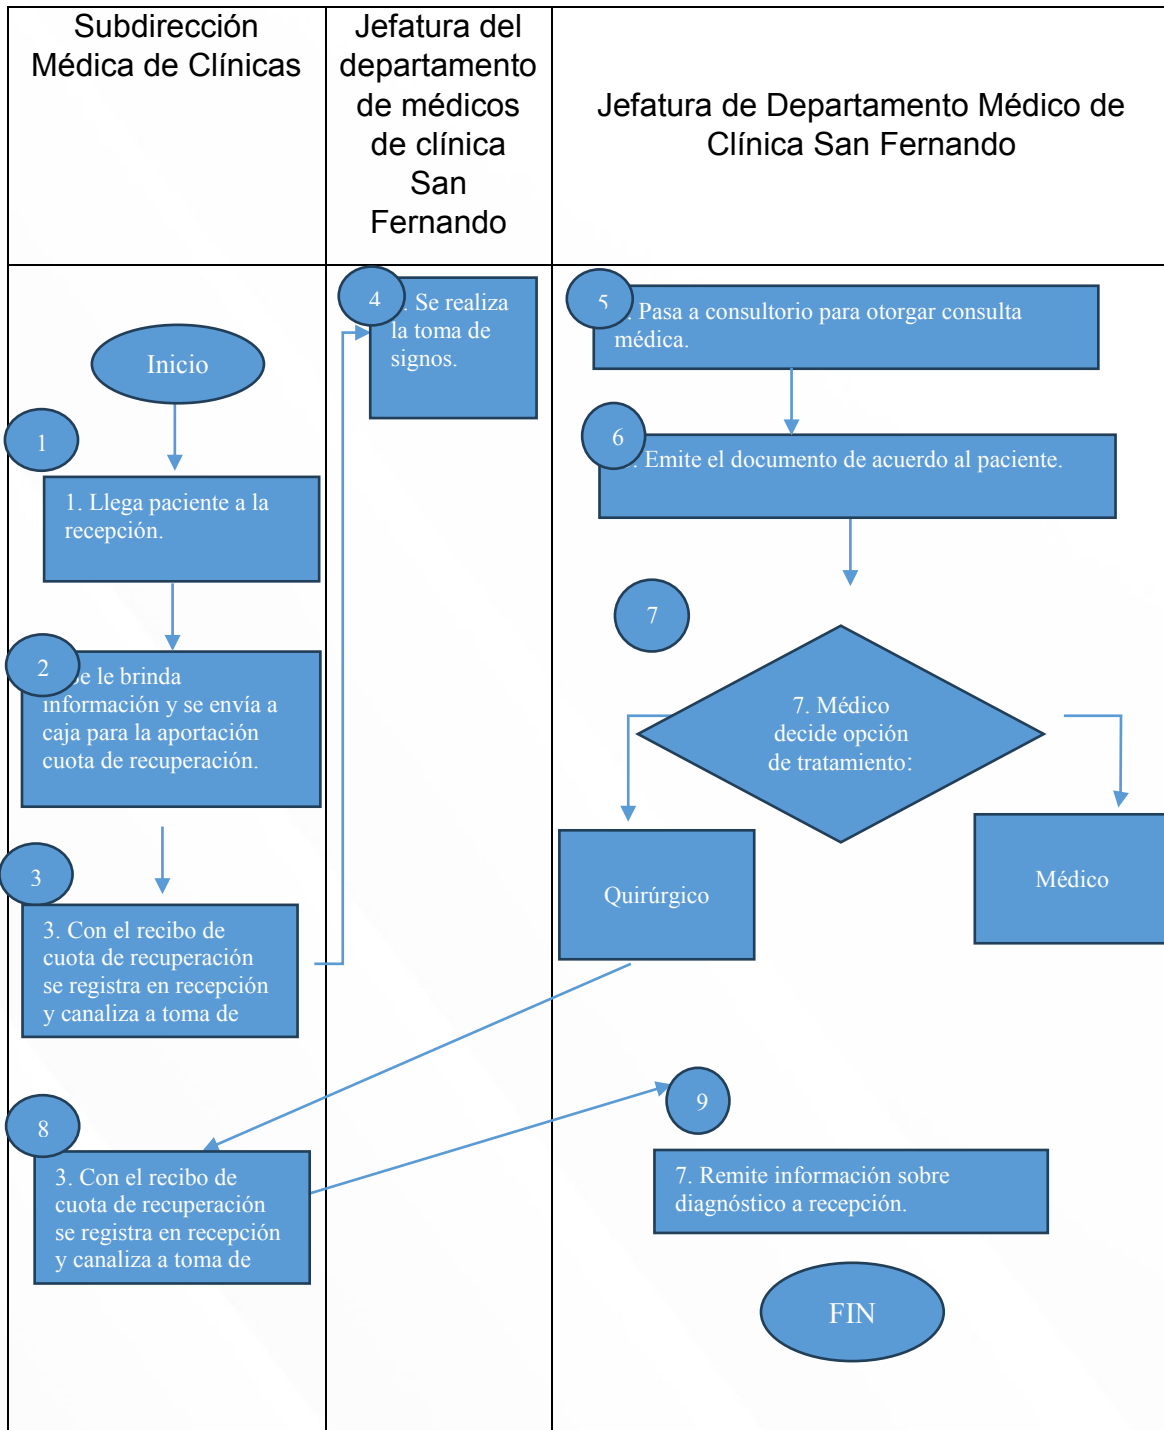 Subdirección
Médica de Clínicas
Jefatura del
departamento
de médicos
de clínica
San
Fernando
Jefatura de Departamento Médico de
Clínica San Fernando
Inicio
1
1. Llega paciente a la
recepción.
2
se le brinda
información y se envía a
caja para la aportación
cuota de recuperación.
3
3. Con el recibo de
cuota de recuperación
se registra en recepción
y canaliza a toma de
4
. Se realiza
la toma de
signos.
5
. Pasa a consultorio para otorgar consulta
médica.
6
. Emite el documento de acuerdo al paciente.
7
7. Médico
decide opción
de tratamiento:
Quirúrgico
Médico
8
3. Con el recibo de
cuota de recuperación
se registra en recepción
y canaliza a toma de
9
7. Remite información sobre
diagnóstico a recepción.
FIN